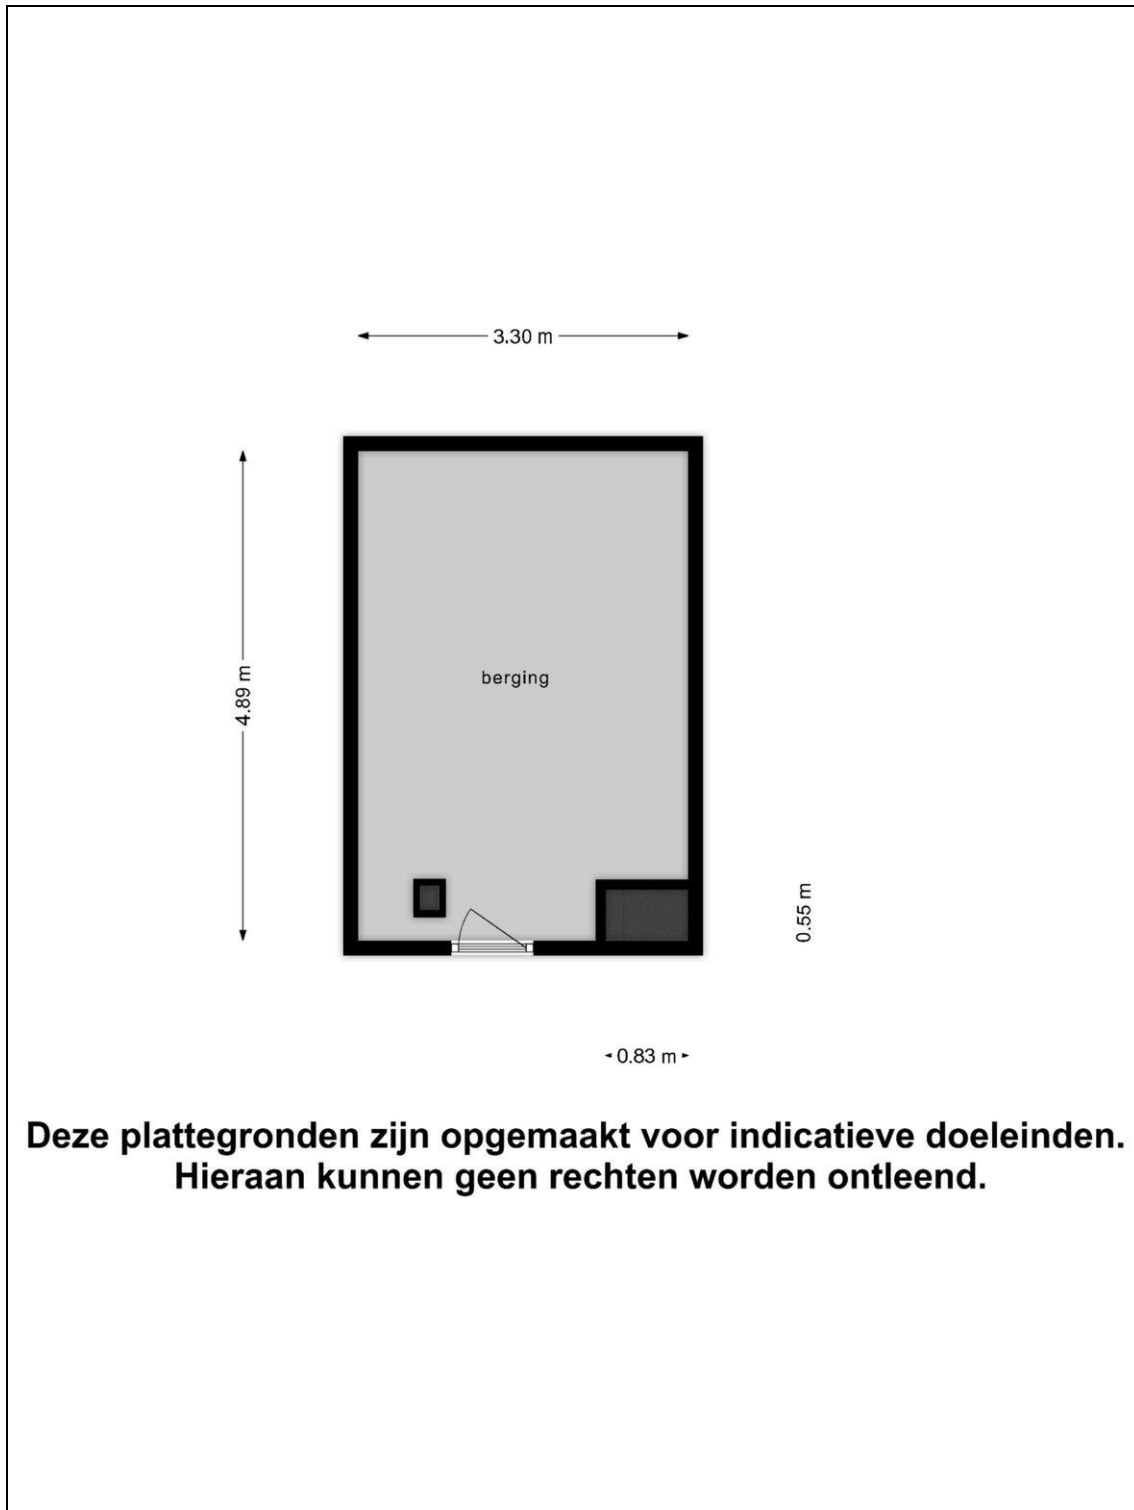 3.30 m
4.89 m
berging
0.55 m
0.83 m
Deze plattegronden zijn opgemaakt voor indicatieve doeleinden.
Hieraan kunnen geen rechten worden ontleend.